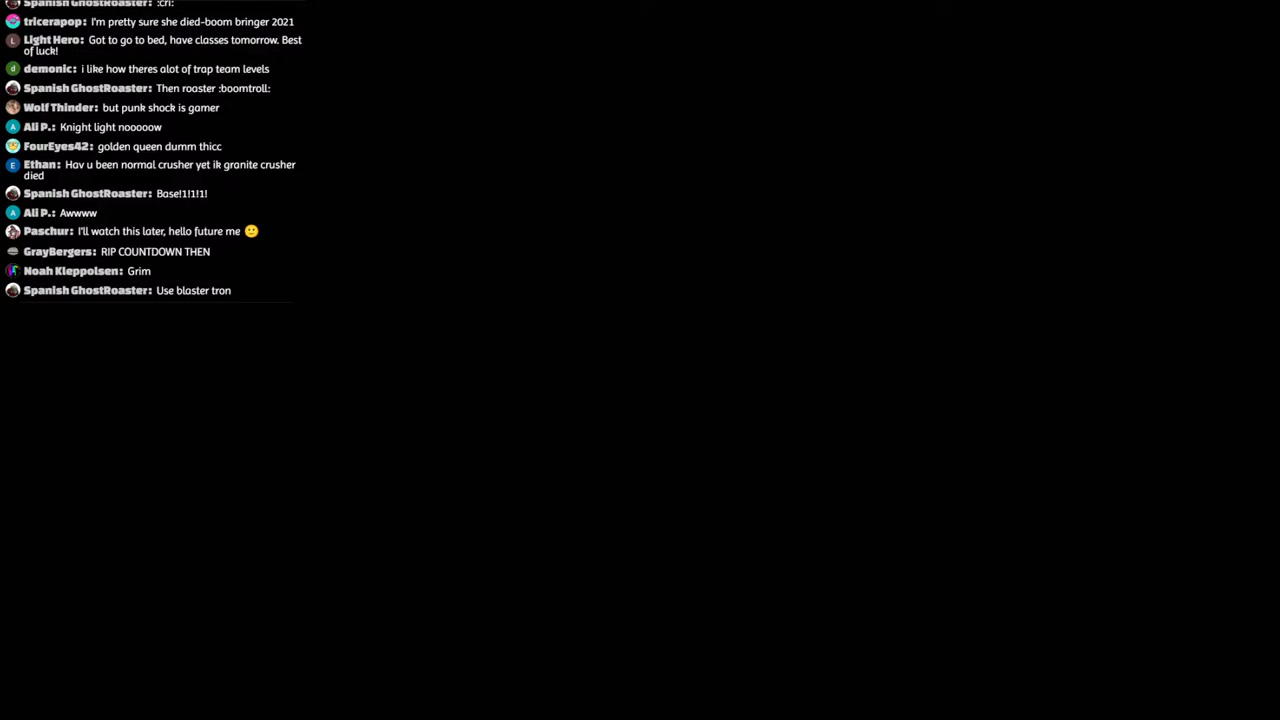 Spanish GhostRoaster: :cri:
tricerapop: I'm pretty sure she died-boom bringer 2021
L Light Hero: Got to go to bed, have classes tomorrow. Best
of luck!
d demonic: i like how theres alot of trap team levels
Spanish GhostRoaster: Then roaster :boomtroll:
Wolf Thinder: but punk shock is gamer
A Ali P.: Knight light nooooow
FourEyes42: golden queen dumm thicc
E Ethan: Hav u been normal crusher yet ik granite crusher
died
Spanish GhostRoaster: Base!1!1!1!
A Ali P.: Awwww
Paschur: I'll watch this later, hello future me 🙂
GrayBergers: RIP COUNTDOWN THEN
Noah Kleppolsen: Grim
Spanish GhostRoaster: Use blaster tron